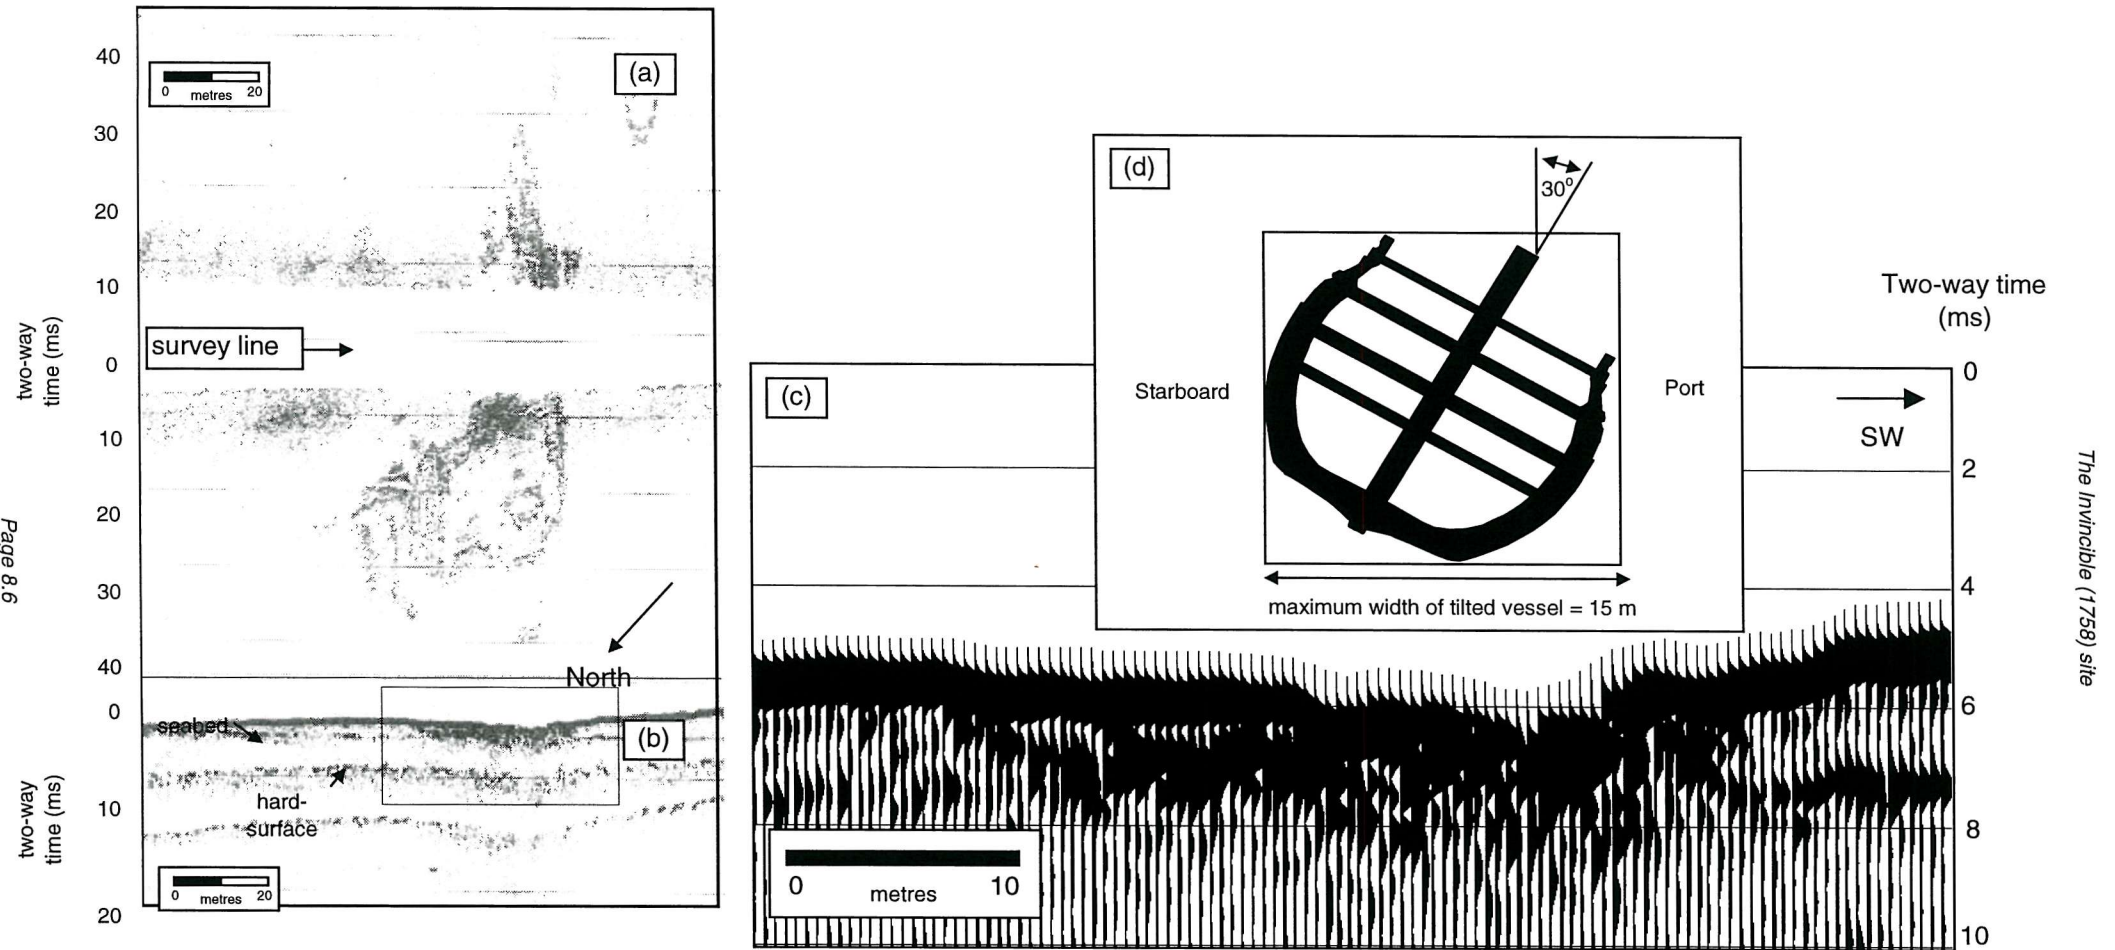 40
30
20
10
0
10
20
30
40
0
10
20
two-way
time (ms)
two-way
time (ms)
Page 8.6
0 metres 20
(a)
survey line
North
seabed
(b)
hard-
surface
0 metres 20
(c)
0 10
metres
(d)
30°
Starboard
Port
maximum width of tilted vessel = 15 m
Two-way time
(ms)
0
SW
2
4
6
8
10
The Invincible (1758) site